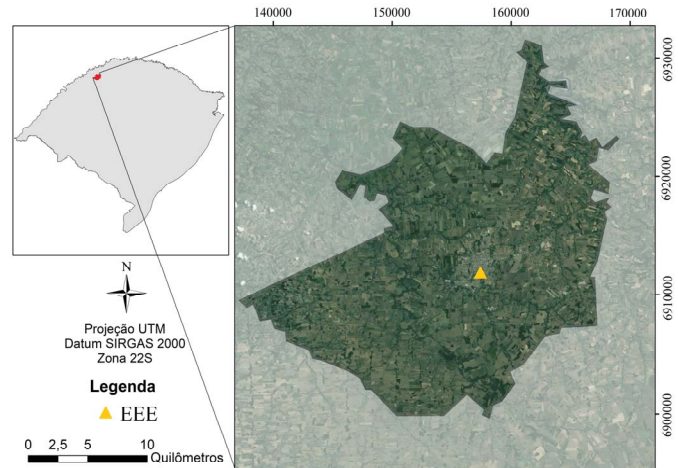 140000 150000 160000 170000
6930000
6920000
6910000
6900000
N
Projeção UTM
Datum SIRGAS 2000
Zona 22S
Legenda
EEE
0 2,5 5 10
Quilômetros